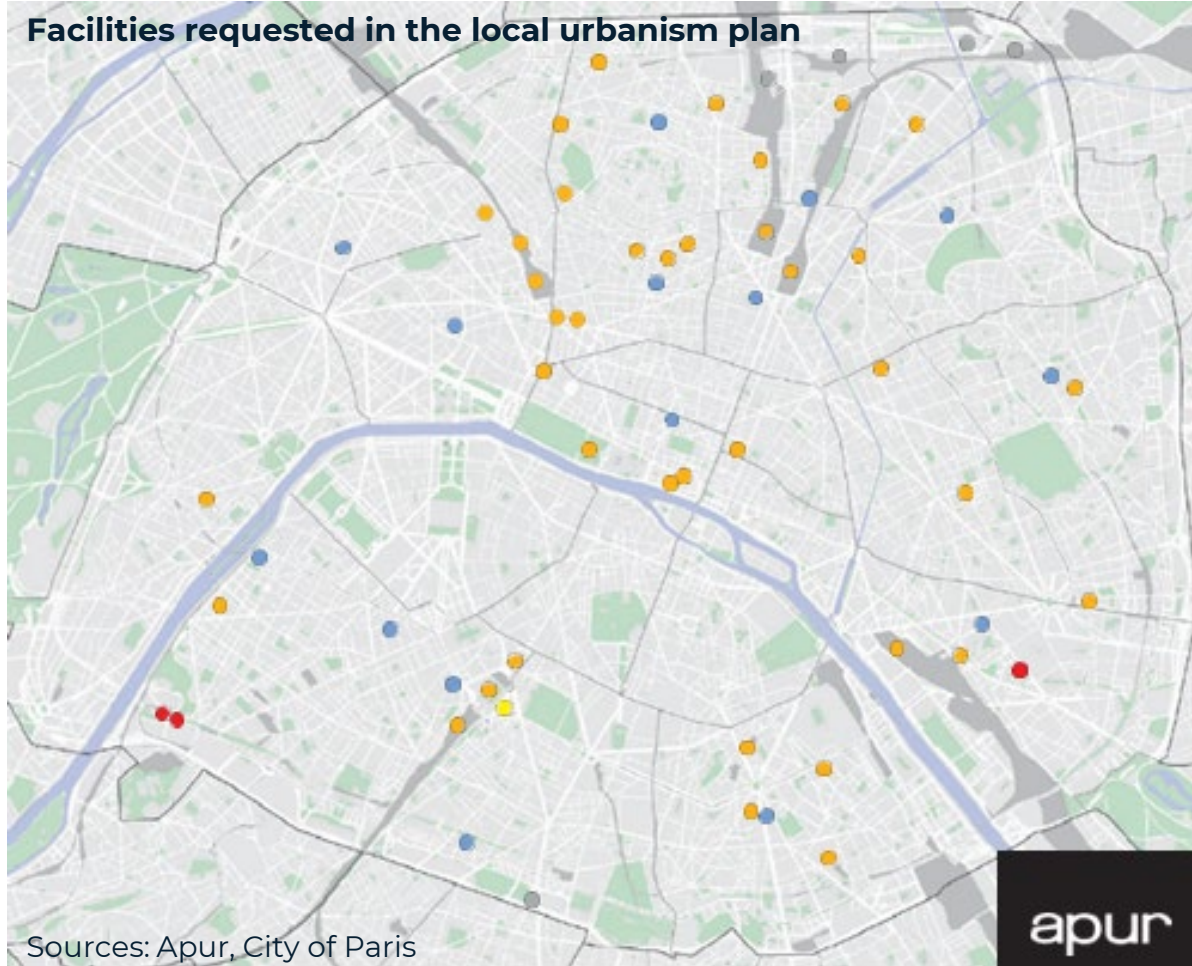 Facilities requested in the local urbanism plan
apur
Sources: Apur, City of Paris